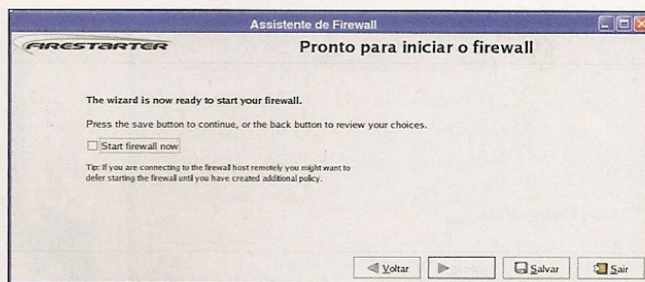 Assistente de Firewall
FIRESTARTER
Pronto para iniciar o firewall
The wizard is now ready to start your firewall.
Press the save button to continue, or the back button to review your choices.
Start firewall now
Tip: If you are connecting to the firewall host remotely you might want to
defer starting the firewall until you have created additional policy.
Voltar
Salvar
Sair